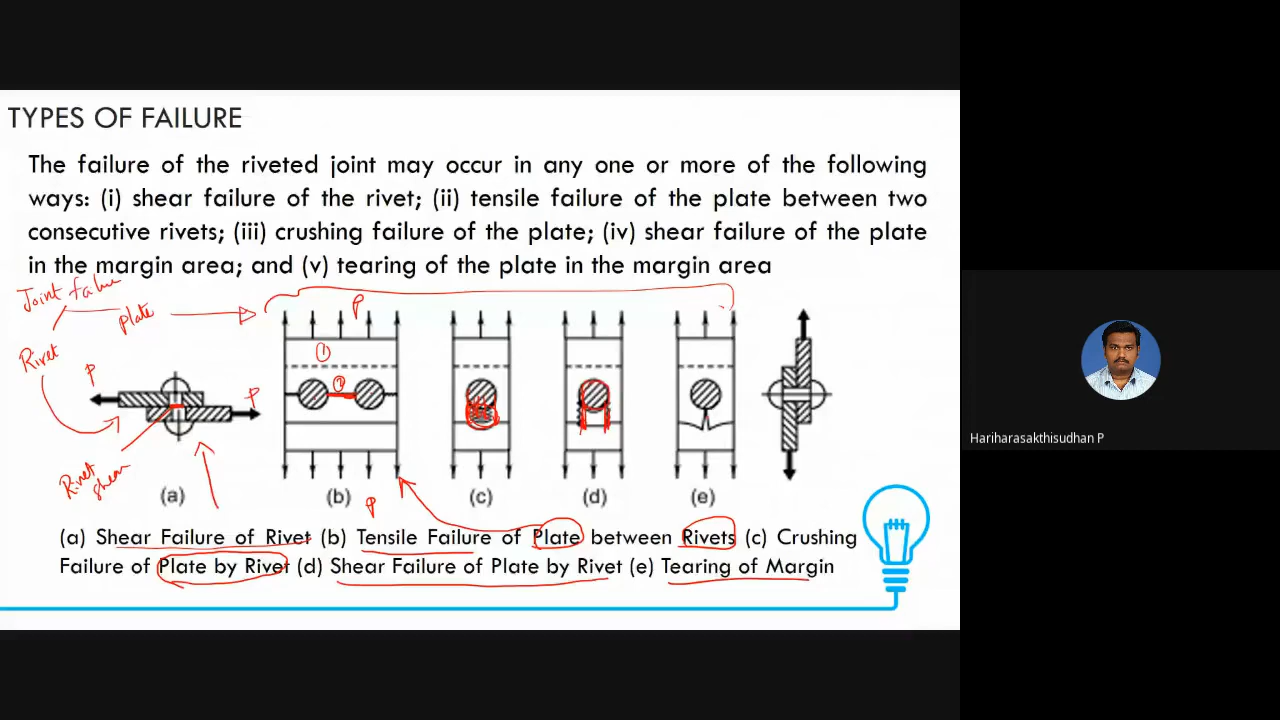 TYPES OF FAILURE
The failure of the riveted joint may occur in any one or more of the following
ways: (i) shear failure of the rivet; (ii) tensile failure of the plate between two
consecutive rivets; (iii) crushing failure of the plate; (iv) shear failure of the plate
in the margin area; and (v) tearing of the plate in the margin area
Joint failure
Plate
Rivet
P
P
P
1
2
Rivet
shear
P
(a)
(b)
(c)
(d)
(e)
Hariharasakthisudhan P
(a) Shear Failure of Rivet (b) Tensile Failure of Plate between Rivets (c) Crushing
Failure of Plate by Rivet (d) Shear Failure of Plate by Rivet (e) Tearing of Margin